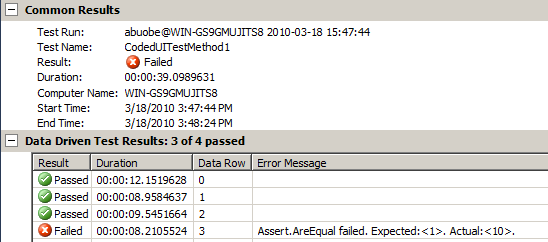 Common Results
Test Run: abuobe@WIN-GS9GMUJITS8 2010-03-18 15:47:44
Test Name: CodedUITestMethod1
Result: Failed
Duration: 00:00:39.0989631
Computer Name: WIN-GS9GMUJITS8
Start Time: 3/18/2010 3:47:44 PM
End Time: 3/18/2010 3:48:24 PM
Data Driven Test Results: 3 of 4 passed
Result Duration Data Row Error Message
Passed 00:00:12.1519628 0
Passed 00:00:08.9584637 1
Passed 00:00:09.5451664 2
Failed 00:00:08.2105524 3 Assert.AreEqual failed. Expected:<1>. Actual:<10>.